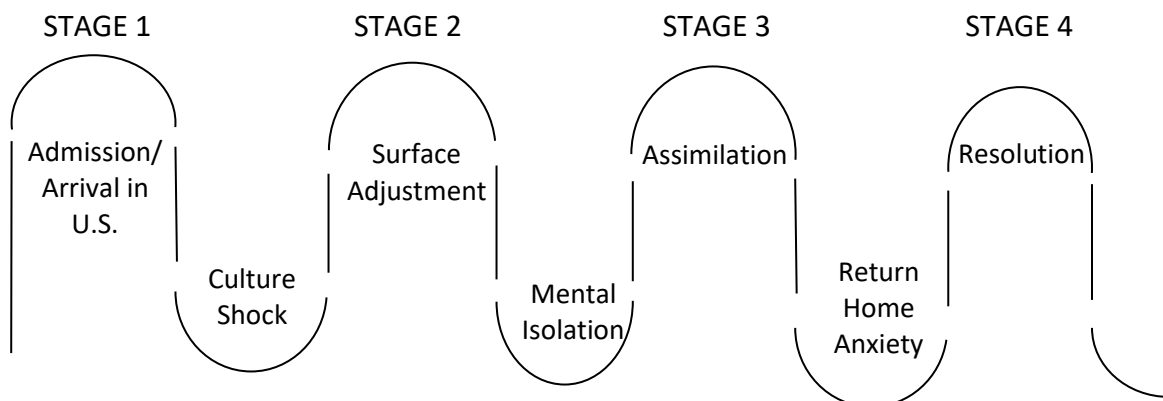 STAGE 1
STAGE 2
STAGE 3
STAGE 4
Admission/
Arrival in
U.S.
Culture
Shock
Surface
Adjustment
Mental
Isolation
Assimilation
Return
Home
Anxiety
Resolution